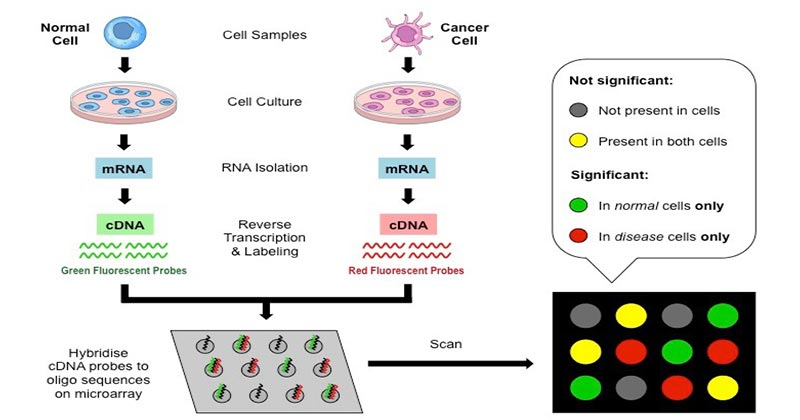 Normal
Cell
Cell Samples
Cancer
Cell
Cell Culture
mRNA
RNA Isolation
mRNA
cDNA
Reverse
Transcription
& Labeling
cDNA
Green Fluorescent Probes
Red Fluorescent Probes
Hybridise
cDNA probes to
oligo sequences
on microarray
Scan
Not significant:
Not present in cells
Present in both cells
Significant:
In normal cells only
In disease cells only